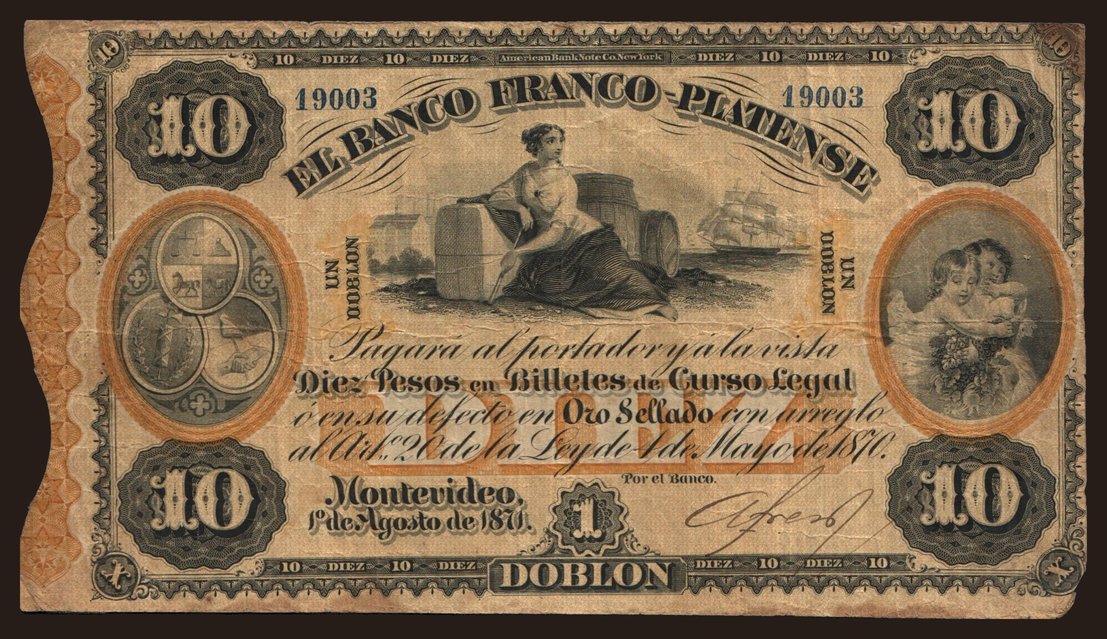 10 10 DIEZ 10 DIEZ American Bank Note Co. New York DIEZ 10 DIEZ 10 10
10 19003 19003 10
EL BANCO FRANCO-PLATENSE
UN DOBLON
UN DOBLON
Pagará al portador y á la vista
Diez Pesos en Billetes de Curso Legal
ó en su defecto en Oro Sellado con arreglo
al Art.º 20 de la Ley de 4 de Mayo de 1870.
DIEZ
Por el Banco.
Montevideo,
1º de Agosto de 1871.
10 1 10
X 10 DIEZ 10 DIEZ DOBLON DIEZ 10 DIEZ 10 X